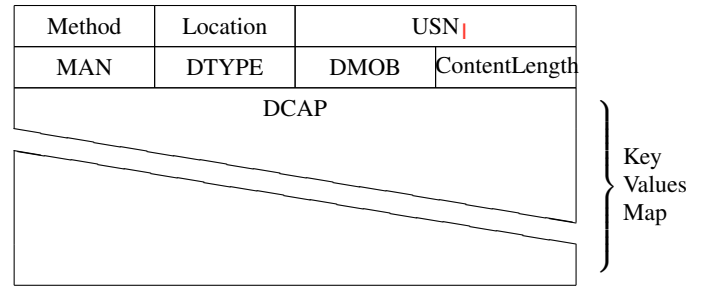 Method Location USN
MAN DTYPE DMOB ContentLength
DCAP
Key
Values
Map